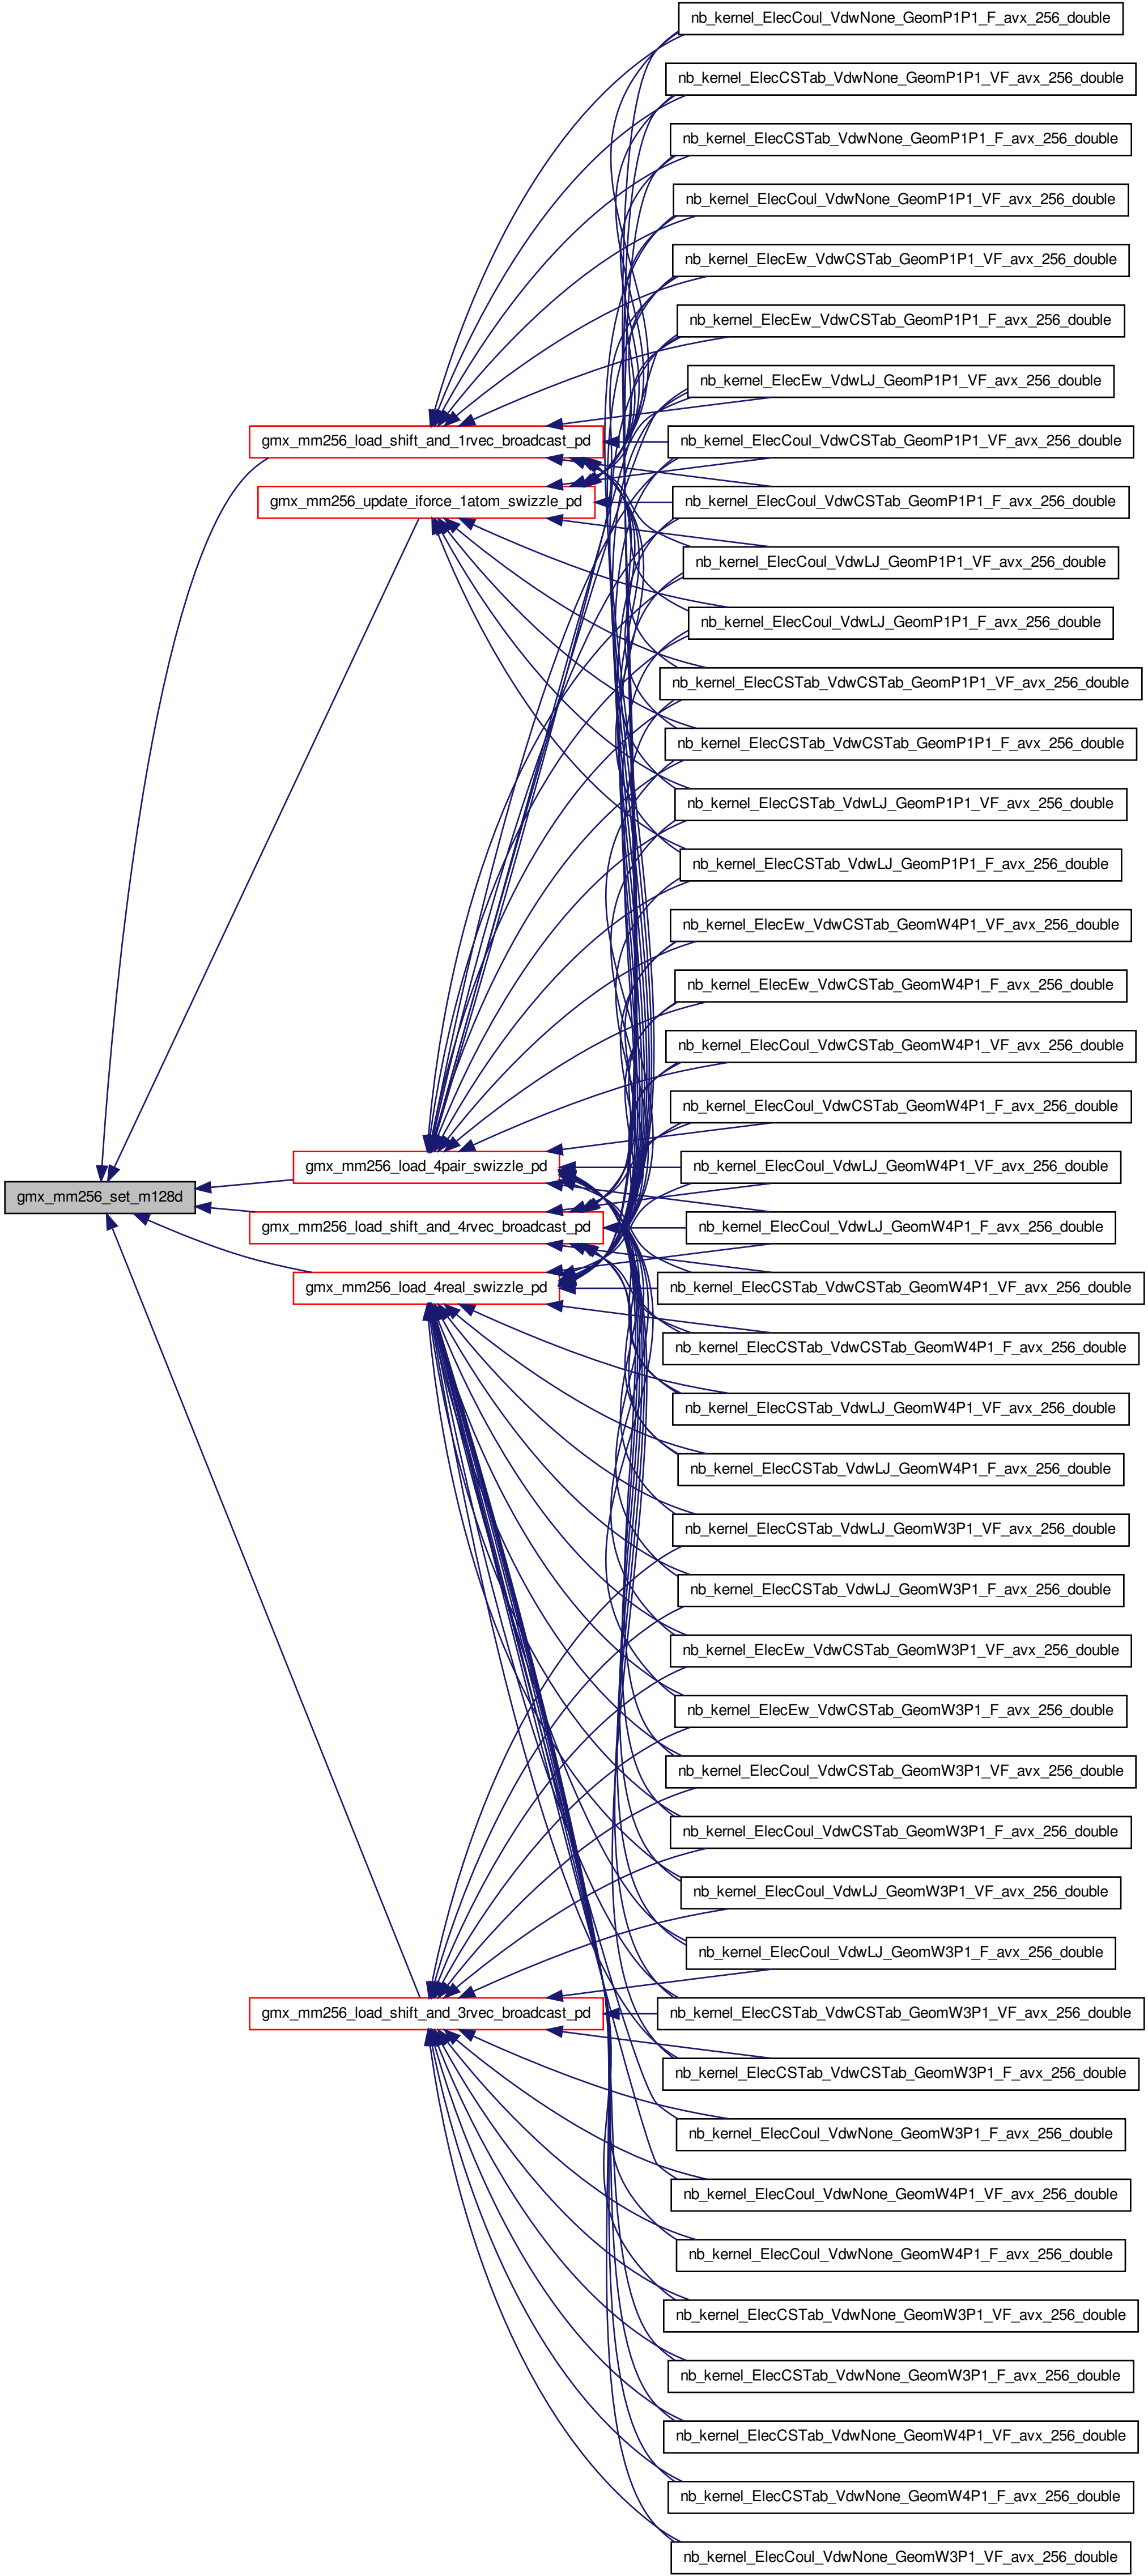 nb_kernel_ElecCoul_VdwNone_GeomP1P1_F_avx_256_double
nb_kernel_ElecCSTab_VdwNone_GeomP1P1_VF_avx_256_double
nb_kernel_ElecCSTab_VdwNone_GeomP1P1_F_avx_256_double
nb_kernel_ElecCoul_VdwNone_GeomP1P1_VF_avx_256_double
nb_kernel_ElecEw_VdwCSTab_GeomP1P1_VF_avx_256_double
nb_kernel_ElecEw_VdwCSTab_GeomP1P1_F_avx_256_double
nb_kernel_ElecEw_VdwLJ_GeomP1P1_VF_avx_256_double
gmx_mm256_load_shift_and_1rvec_broadcast_pd
nb_kernel_ElecCoul_VdwCSTab_GeomP1P1_VF_avx_256_double
gmx_mm256_update_iforce_1atom_swizzle_pd
nb_kernel_ElecCoul_VdwCSTab_GeomP1P1_F_avx_256_double
nb_kernel_ElecCoul_VdwLJ_GeomP1P1_VF_avx_256_double
nb_kernel_ElecCoul_VdwLJ_GeomP1P1_F_avx_256_double
nb_kernel_ElecCSTab_VdwCSTab_GeomP1P1_VF_avx_256_double
nb_kernel_ElecCSTab_VdwCSTab_GeomP1P1_F_avx_256_double
nb_kernel_ElecCSTab_VdwLJ_GeomP1P1_VF_avx_256_double
nb_kernel_ElecCSTab_VdwLJ_GeomP1P1_F_avx_256_double
nb_kernel_ElecEw_VdwCSTab_GeomW4P1_VF_avx_256_double
nb_kernel_ElecEw_VdwCSTab_GeomW4P1_F_avx_256_double
nb_kernel_ElecCoul_VdwCSTab_GeomW4P1_VF_avx_256_double
nb_kernel_ElecCoul_VdwCSTab_GeomW4P1_F_avx_256_double
gmx_mm256_load_4pair_swizzle_pd
nb_kernel_ElecCoul_VdwLJ_GeomW4P1_VF_avx_256_double
gmx_mm256_set_m128d
gmx_mm256_load_shift_and_4rvec_broadcast_pd
nb_kernel_ElecCoul_VdwLJ_GeomW4P1_F_avx_256_double
gmx_mm256_load_4real_swizzle_pd
nb_kernel_ElecCSTab_VdwCSTab_GeomW4P1_VF_avx_256_double
nb_kernel_ElecCSTab_VdwCSTab_GeomW4P1_F_avx_256_double
nb_kernel_ElecCSTab_VdwLJ_GeomW4P1_VF_avx_256_double
nb_kernel_ElecCSTab_VdwLJ_GeomW4P1_F_avx_256_double
nb_kernel_ElecCSTab_VdwLJ_GeomW3P1_VF_avx_256_double
nb_kernel_ElecCSTab_VdwLJ_GeomW3P1_F_avx_256_double
nb_kernel_ElecEw_VdwCSTab_GeomW3P1_VF_avx_256_double
nb_kernel_ElecEw_VdwCSTab_GeomW3P1_F_avx_256_double
nb_kernel_ElecCoul_VdwCSTab_GeomW3P1_VF_avx_256_double
nb_kernel_ElecCoul_VdwCSTab_GeomW3P1_F_avx_256_double
nb_kernel_ElecCoul_VdwLJ_GeomW3P1_VF_avx_256_double
nb_kernel_ElecCoul_VdwLJ_GeomW3P1_F_avx_256_double
gmx_mm256_load_shift_and_3rvec_broadcast_pd
nb_kernel_ElecCSTab_VdwCSTab_GeomW3P1_VF_avx_256_double
nb_kernel_ElecCSTab_VdwCSTab_GeomW3P1_F_avx_256_double
nb_kernel_ElecCoul_VdwNone_GeomW3P1_F_avx_256_double
nb_kernel_ElecCoul_VdwNone_GeomW4P1_VF_avx_256_double
nb_kernel_ElecCoul_VdwNone_GeomW4P1_F_avx_256_double
nb_kernel_ElecCSTab_VdwNone_GeomW3P1_VF_avx_256_double
nb_kernel_ElecCSTab_VdwNone_GeomW3P1_F_avx_256_double
nb_kernel_ElecCSTab_VdwNone_GeomW4P1_VF_avx_256_double
nb_kernel_ElecCSTab_VdwNone_GeomW4P1_F_avx_256_double
nb_kernel_ElecCoul_VdwNone_GeomW3P1_VF_avx_256_double